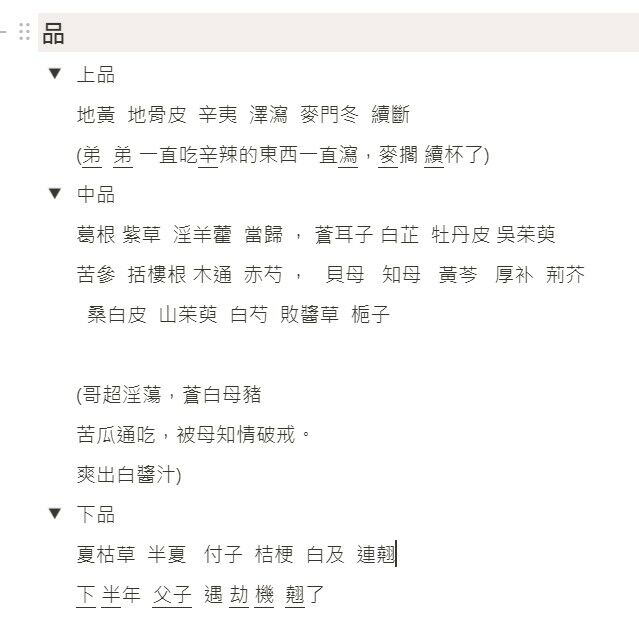 品
上品
地黃 地骨皮 辛夷 澤瀉 麥門冬 續斷
(弟 弟 一直吃辛辣的東西一直瀉，麥擱 續杯了)
中品
葛根 紫草 淫羊藿 當歸 ， 蒼耳子 白芷 牡丹皮 吳茱萸
苦參 括樓根 木通 赤芍 ， 貝母 知母 黃芩 厚补 荊芥
桑白皮 山茱萸 白芍 敗醬草 梔子
(哥超淫蕩，蒼白母豬
苦瓜通吃，被母知情破戒。
爽出白醬汁)
下品
夏枯草 半夏 付子 桔梗 白及 連翹
下 半年 父子 遇 劫 機 翹了